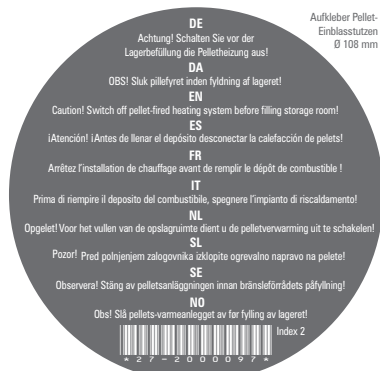 Aufkleber Pellet-
Einblasstutzen
Ø 108 mm
DE
Achtung! Schalten Sie vor der
Lagerbefüllung die Pelletheizung aus!
DA
OBS! Sluk pillefyret inden fyldning af lageret!
EN
Caution! Switch off pellet-fired heating system before filling storage room!
ES
¡Atención! ¡Antes de llenar el depósito desconectar la calefacción de pelets!
FR
Arrêtez l'installation de chauffage avant de remplir le dépôt de combustible !
IT
Prima di riempire il deposito del combustibile, spegnere l'impianto di riscaldamento!
NL
Opgelet! Voor het vullen van de opslagruimte dient u de pelletverwarming uit te schakelen!
SL
Pozor! Pred polnjenjem zalogovnika izklopite ogrevalno napravo na pelete!
SE
Observera! Stäng av pelletsanläggningen innan bränsleförrådets påfyllning!
NO
Obs! Slå pellets-varmeanlegget av før fylling av lageret!
Index 2
*27-2000097*